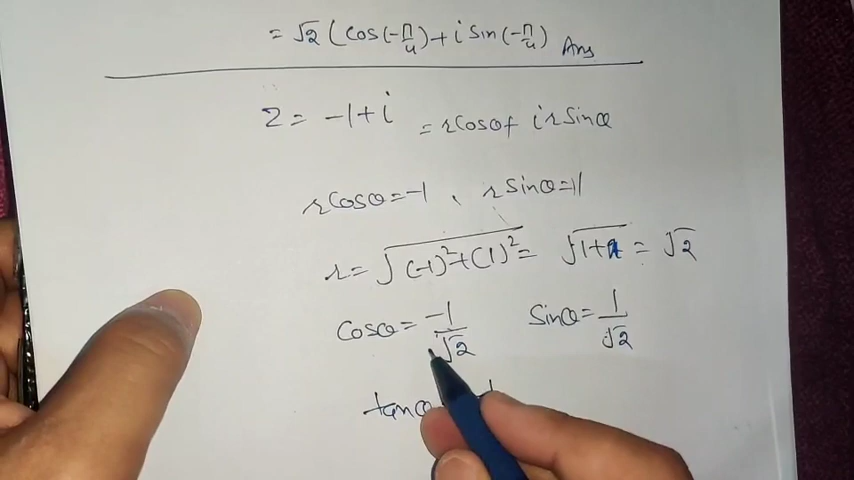 = √2 (cos(-π/4) + i sin(-π/4) Ans
Z = -1 + i = r cosθ + i r sinθ
r cosθ = -1 , r sinθ = 1
r = √(-1)² + (1)² = √1+1 = √2
cosθ = -1/√2 sinθ = 1/√2
tanθ